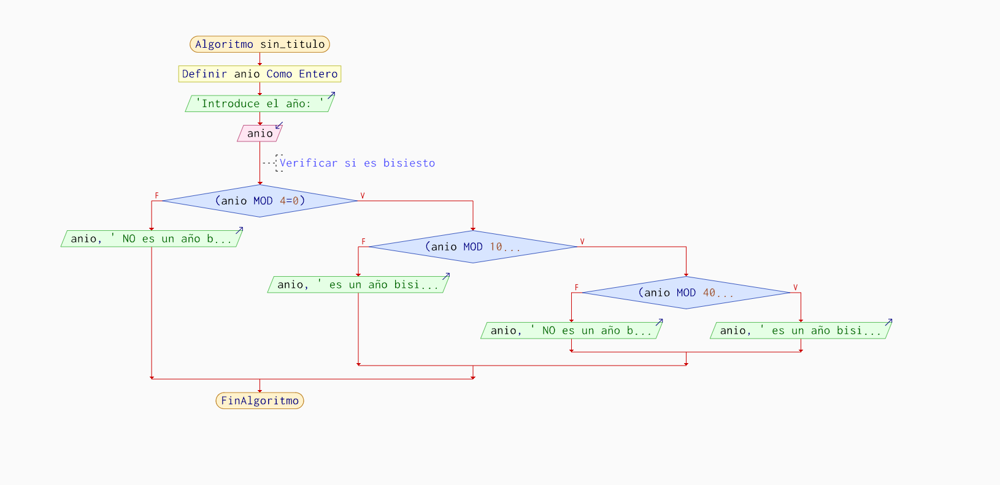 Algoritmo sin_titulo
Definir anio Como Entero
'Introduce el año: '
anio
Verificar si es bisiesto
F
(anio MOD 4=0)
V
anio, ' NO es un año b...
F
(anio MOD 10...
V
anio, ' es un año bisi...
F
(anio MOD 40...
V
anio, ' NO es un año b...
anio, ' es un año bisi...
FinAlgoritmo